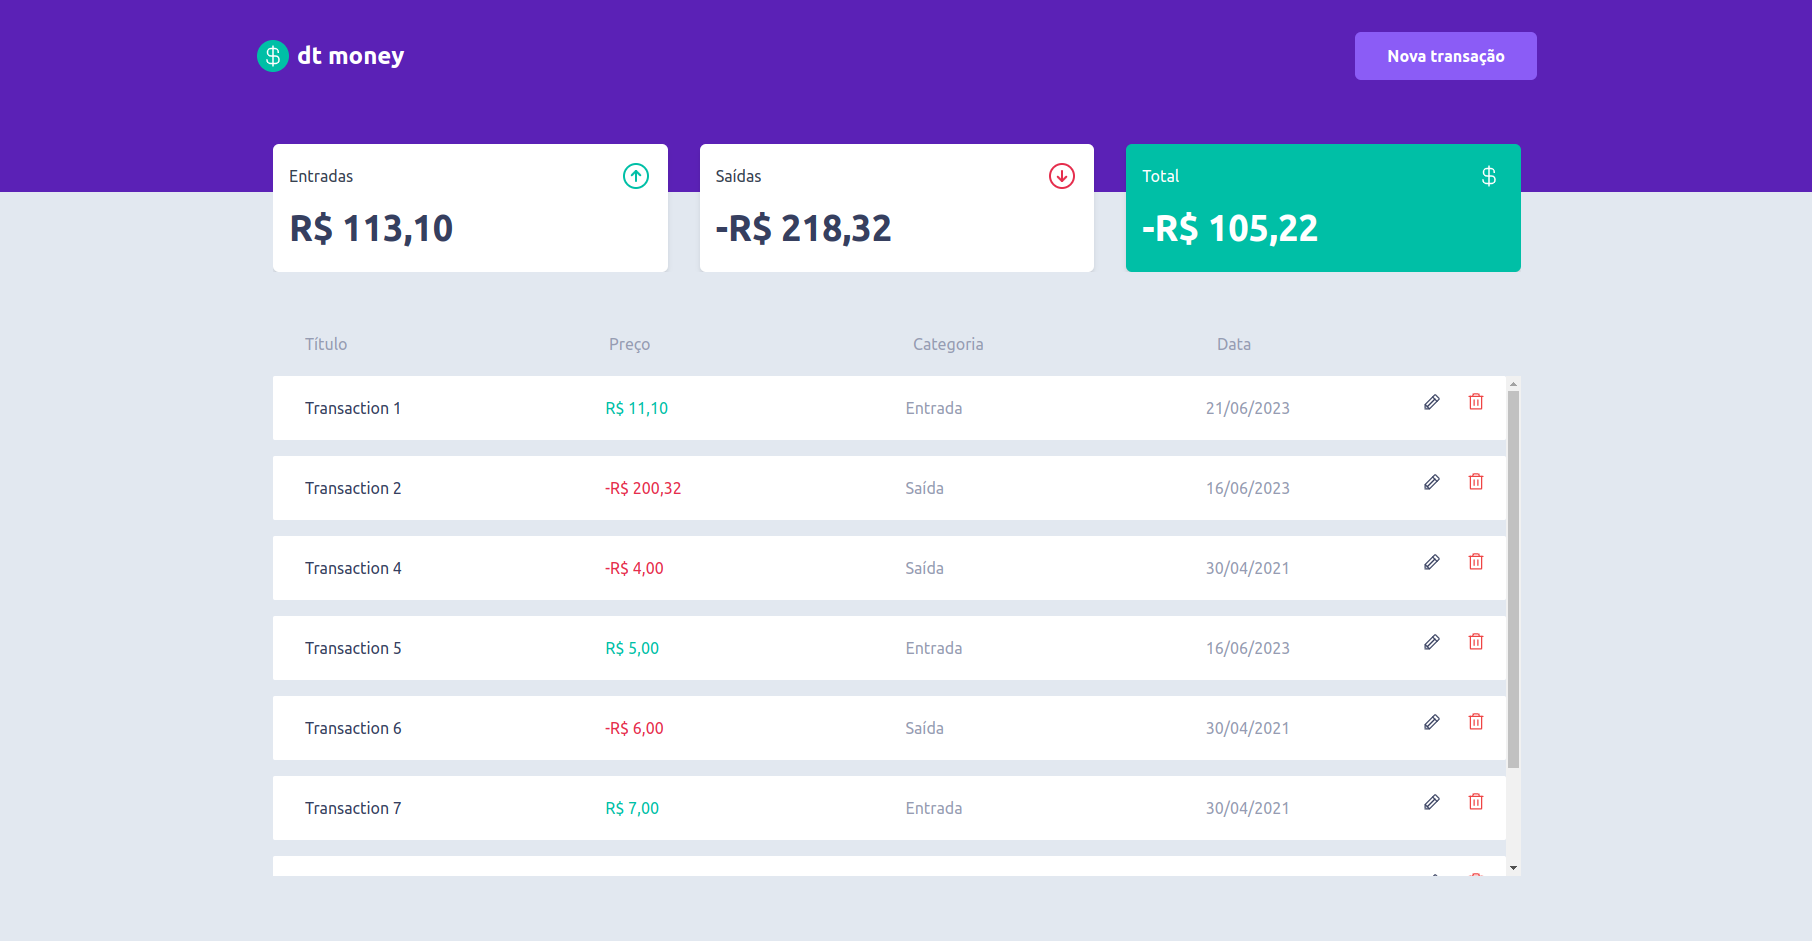 dt money
Nova transação
Entradas
R$ 113,10
Saídas
-R$ 218,32
Total
-R$ 105,22
Título Preço Categoria Data
Transaction 1 R$ 11,10 Entrada 21/06/2023
Transaction 2 -R$ 200,32 Saída 16/06/2023
Transaction 4 -R$ 4,00 Saída 30/04/2021
Transaction 5 R$ 5,00 Entrada 16/06/2023
Transaction 6 -R$ 6,00 Saída 30/04/2021
Transaction 7 R$ 7,00 Entrada 30/04/2021